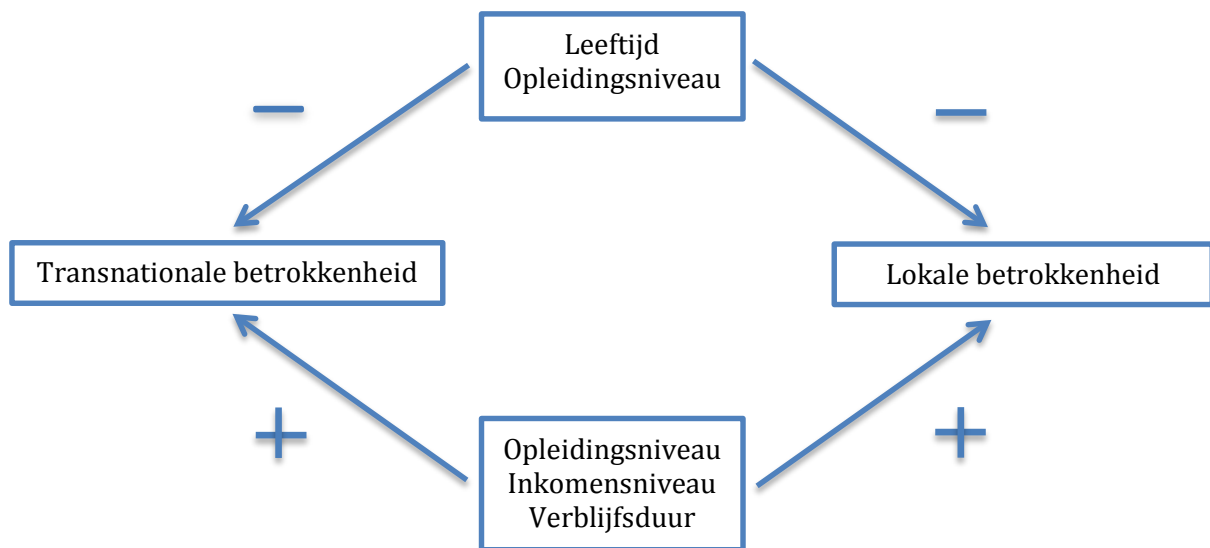 Leeftijd
Opleidingsniveau
−
−
Transnationale betrokkenheid
Lokale betrokkenheid
+
+
Opleidingsniveau
Inkomensniveau
Verblijfsduur